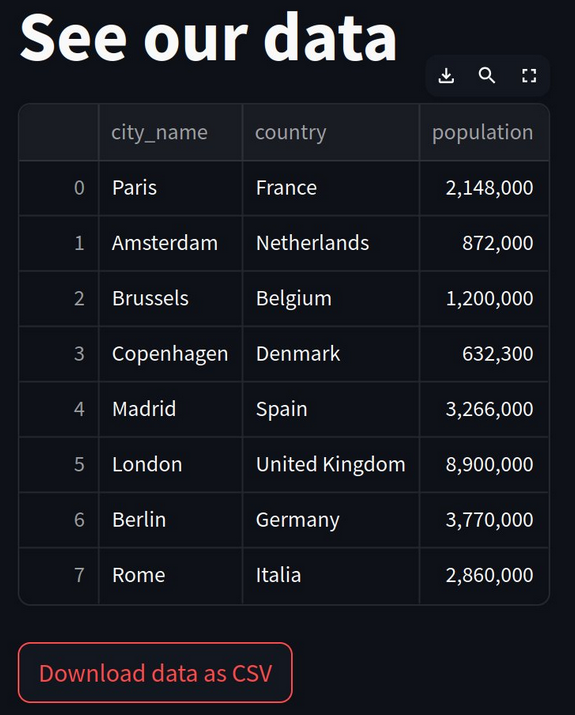 See our data
city_name country population
0 Paris France 2,148,000
1 Amsterdam Netherlands 872,000
2 Brussels Belgium 1,200,000
3 Copenhagen Denmark 632,300
4 Madrid Spain 3,266,000
5 London United Kingdom 8,900,000
6 Berlin Germany 3,770,000
7 Rome Italia 2,860,000
Download data as CSV